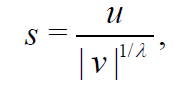 s = u / |v|^{1/λ},